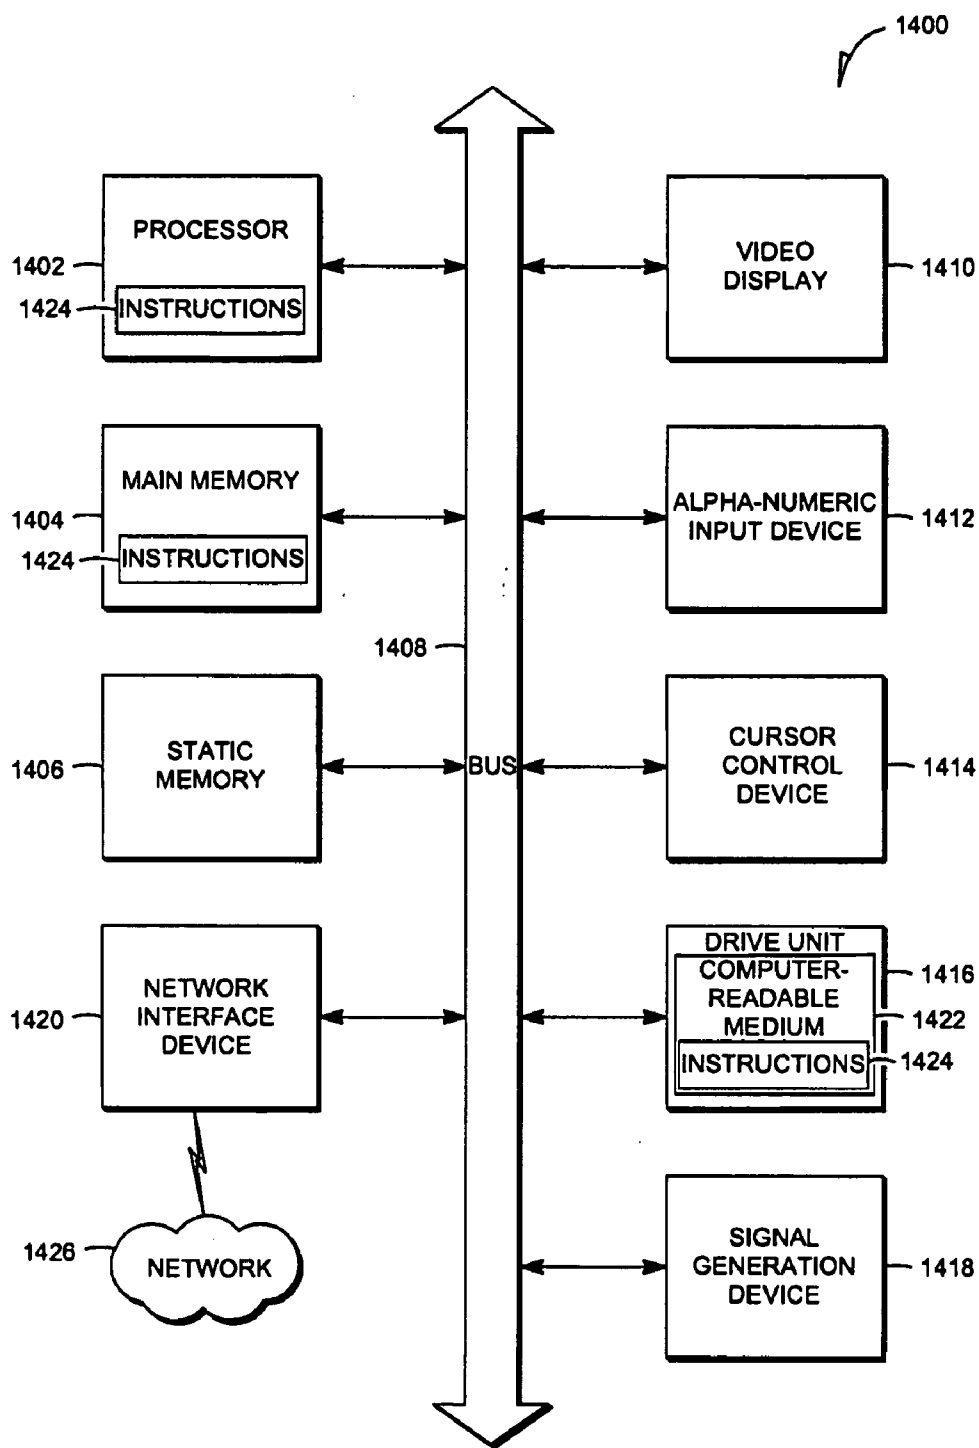 1400
PROCESSOR
1402
1424
INSTRUCTIONS
MAIN MEMORY
1404
1424
INSTRUCTIONS
1408
STATIC
MEMORY
1406
BUS
NETWORK
INTERFACE
DEVICE
1420
1426
NETWORK
VIDEO
DISPLAY
1410
ALPHA-NUMERIC
INPUT DEVICE
1412
CURSOR
CONTROL
DEVICE
1414
DRIVE UNIT
COMPUTER-
READABLE
MEDIUM
1416
1422
INSTRUCTIONS
1424
SIGNAL
GENERATION
DEVICE
1418